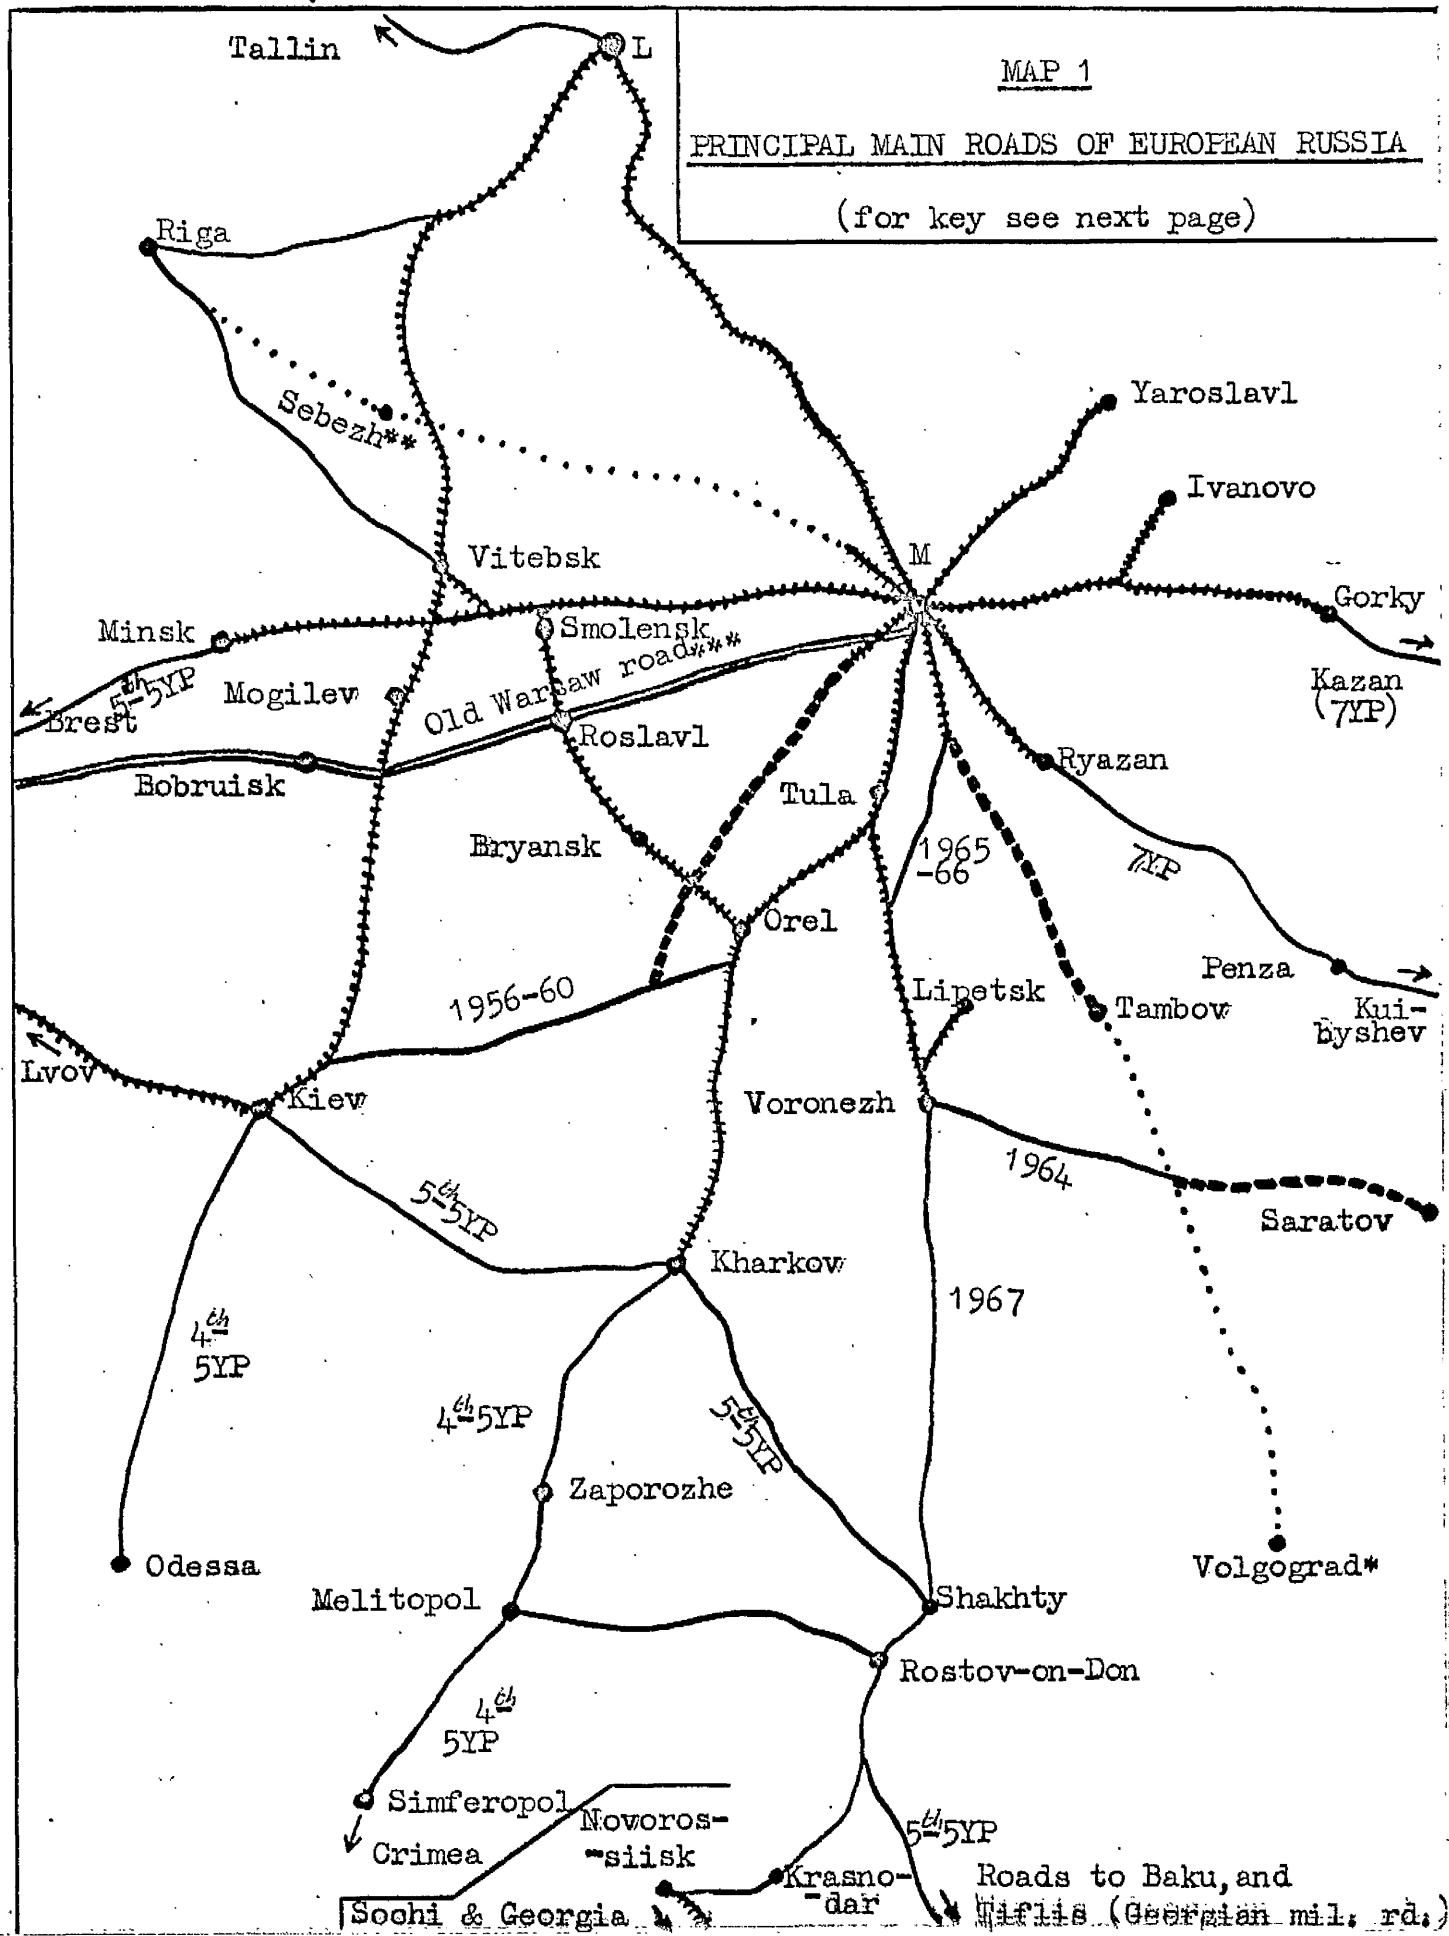 Tallin
L
MAP 1
PRINCIPAL MAIN ROADS OF EUROPEAN RUSSIA
(for key see next page)
Riga
Sebezh**
Yaroslavl
Ivanovo
M
Vitebsk
Gorky
Minsk
Smolensk
Old Warsaw road***
5th 5YP
Brest
Mogilev
Kazan
(7YP)
Roslavl
Ryazan
Bobruisk
Tula
Bryansk
1965
-66
7YP
Orel
Penza
1956-60
Lipetsk
Tambov
Kui-
byshev
Lvov
Kiev
Voronezh
1964
5th 5YP
Saratov
Kharkov
1967
4th
5YP
4th 5YP
5th 5YP
Zaporozhe
Odessa
Volgograd*
Melitopol
Shakhty
Rostov-on-Don
4th
5YP
Simferopol
Novoros-
-siisk
5th 5YP
Crimea
Krasno-
-dar
Roads to Baku, and
Tiflis (Georgian mil. rd.)
Sochi & Georgia